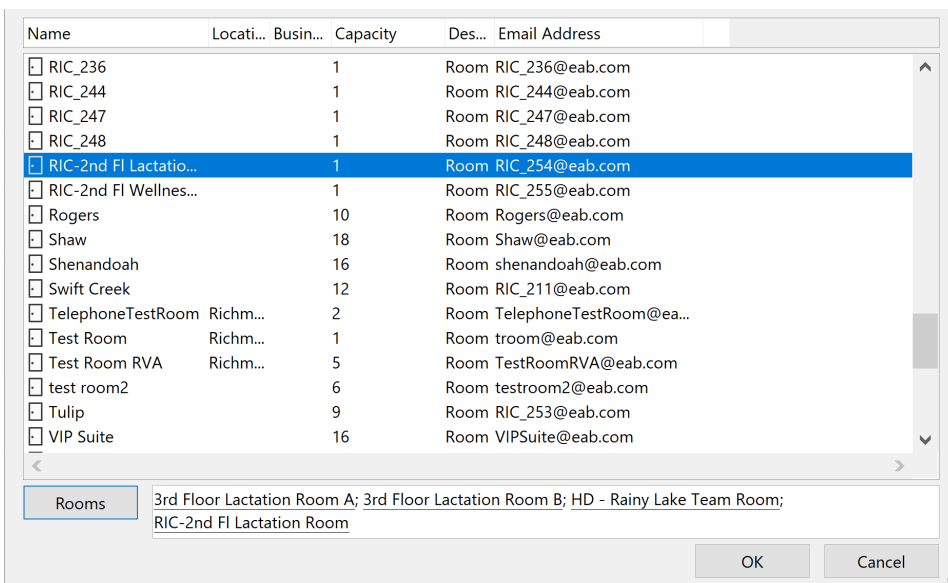 Name Locati... Busin... Capacity Des... Email Address
RIC_236 1 Room RIC_236@eab.com
RIC_244 1 Room RIC_244@eab.com
RIC_247 1 Room RIC_247@eab.com
RIC_248 1 Room RIC_248@eab.com
RIC-2nd Fl Lactatio... 1 Room RIC_254@eab.com
RIC-2nd Fl Wellnes... 1 Room RIC_255@eab.com
Rogers 10 Room Rogers@eab.com
Shaw 18 Room Shaw@eab.com
Shenandoah 16 Room shenandoah@eab.com
Swift Creek 12 Room RIC_211@eab.com
TelephoneTestRoom Richm... 2 Room TelephoneTestRoom@ea...
Test Room Richm... 1 Room troom@eab.com
Test Room RVA Richm... 5 Room TestRoomRVA@eab.com
test room2 6 Room testroom2@eab.com
Tulip 9 Room RIC_253@eab.com
VIP Suite 16 Room VIPSuite@eab.com
Rooms 3rd Floor Lactation Room A; 3rd Floor Lactation Room B; HD - Rainy Lake Team Room;
RIC-2nd Fl Lactation Room
OK Cancel